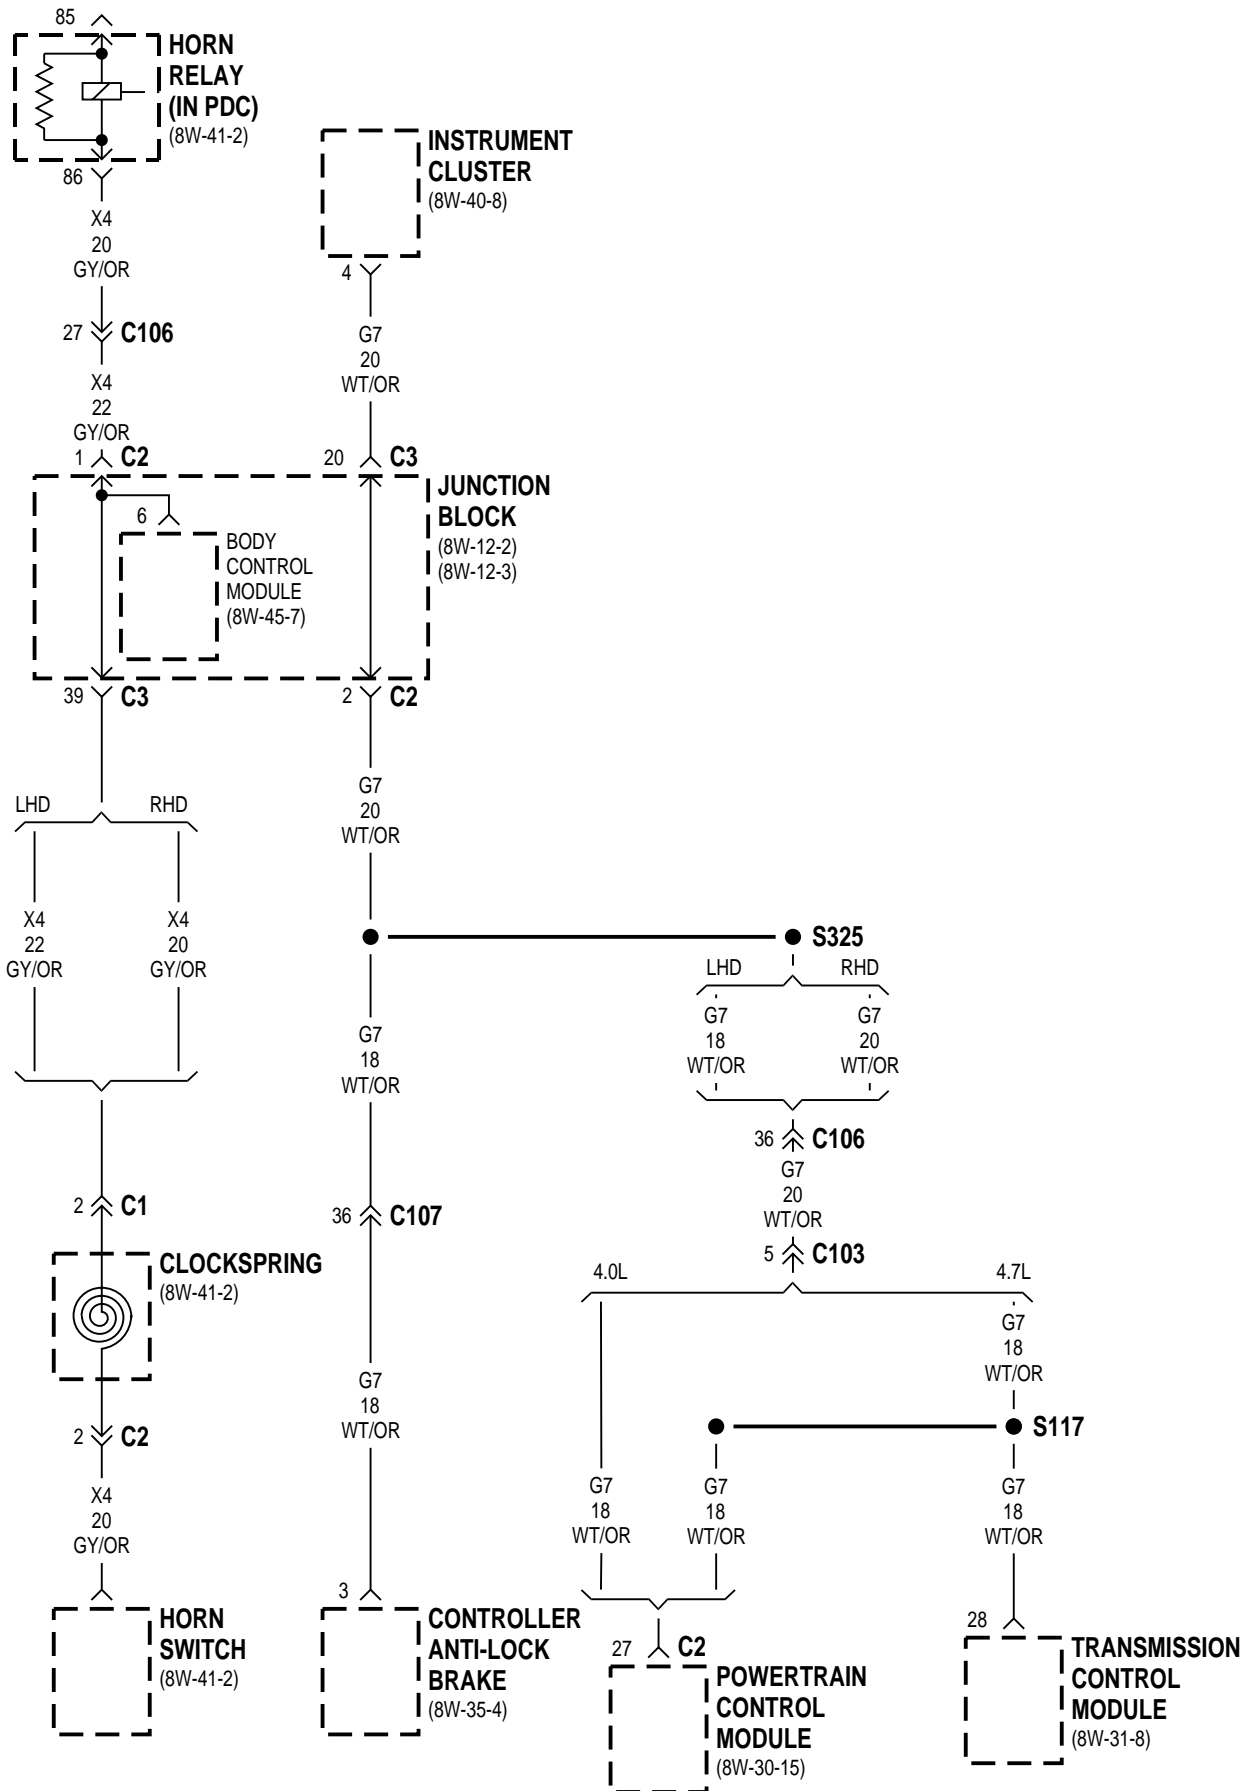 85
HORN
RELAY
(IN PDC)
(8W-41-2)
86
X4
20
GY/OR
27 C106
X4
22
GY/OR
1 C2
INSTRUMENT
CLUSTER
(8W-40-8)
4
G7
20
WT/OR
20 C3
JUNCTION
BLOCK
(8W-12-2)
(8W-12-3)
6
BODY
CONTROL
MODULE
(8W-45-7)
39 C3
2 C2
LHD RHD
X4
22
GY/OR
X4
20
GY/OR
2 C1
CLOCKSPRING
(8W-41-2)
2 C2
X4
20
GY/OR
HORN
SWITCH
(8W-41-2)
G7
20
WT/OR
S325
G7
18
WT/OR
36 C107
G7
18
WT/OR
3
CONTROLLER
ANTI-LOCK
BRAKE
(8W-35-4)
LHD RHD
G7
18
WT/OR
G7
20
WT/OR
36 C106
G7
20
WT/OR
5 C103
4.0L 4.7L
G7
18
WT/OR
S117
G7
18
WT/OR
G7
18
WT/OR
G7
18
WT/OR
27 C2
POWERTRAIN
CONTROL
MODULE
(8W-30-15)
28
TRANSMISSION
CONTROL
MODULE
(8W-31-8)